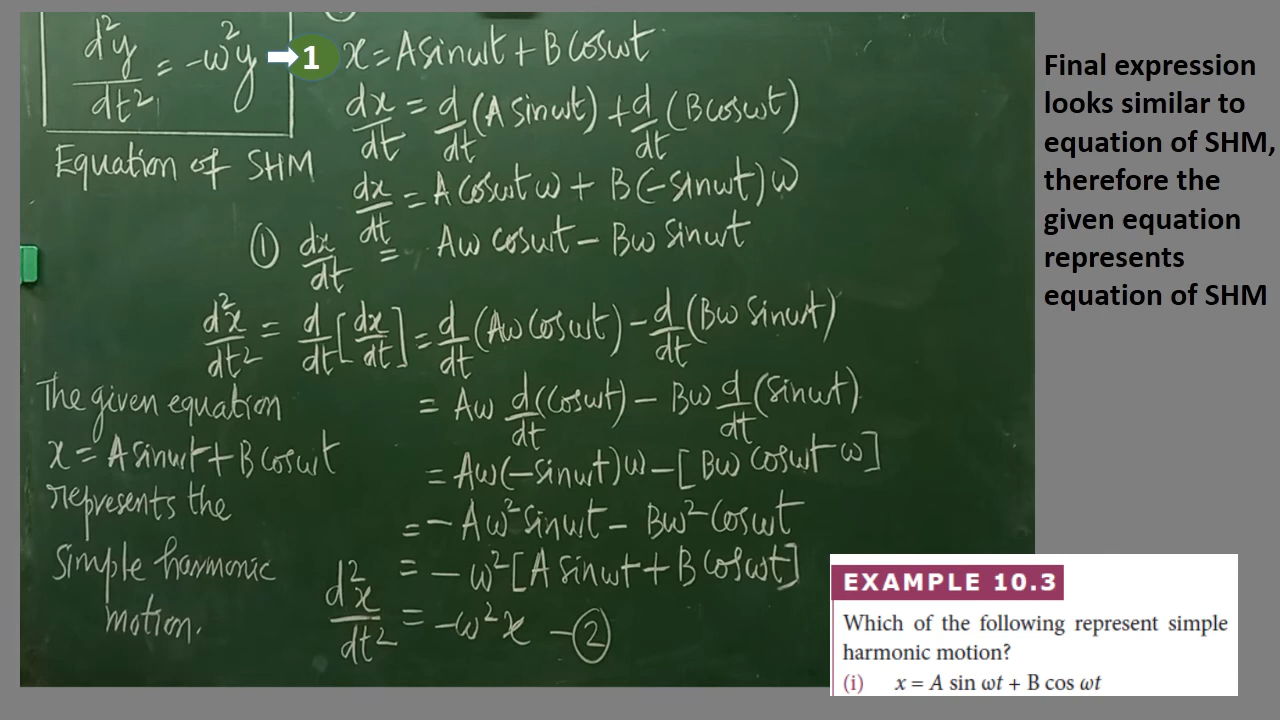 d²y/dt² = -ω²y
1
Equation of SHM
x = A sinωt + B cosωt
dx/dt = d/dt (A sinωt) + d/dt (B cosωt)
dx/dt = A cosωt ω + B (-sinωt) ω
① dx/dt = Aω cosωt - Bω sinωt
d²x/dt² = d/dt [dx/dt] = d/dt (Aω cosωt) - d/dt (Bω sinωt)
= Aω d/dt (cosωt) - Bω d/dt (sinωt)
= Aω(-sinωt)ω - [Bω cosωt ω]
= - Aω² sinωt - Bω² cosωt
= - ω² [A sinωt + B cosωt]
d²x/dt² = -ω² x - ②
The given equation
x = A sinωt + B cosωt
represents the
simple harmonic
motion.
Final expression
looks similar to
equation of SHM,
therefore the
given equation
represents
equation of SHM
EXAMPLE 10.3
Which of the following represent simple
harmonic motion?
(i) x = A sin ωt + B cos ωt